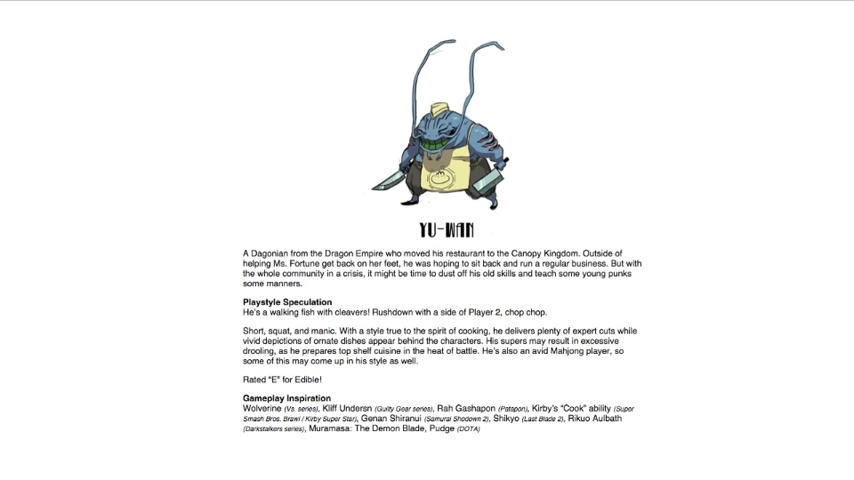 YU-WAN
A Dagonian from the Dragon Empire who moved his restaurant to the Canopy Kingdom. Outside of
helping Ms. Fortune get back on her feet, he was hoping to sit back and run a regular business. But with
the whole community in a crisis, it might be time to dust off his old skills and teach some young punks
some manners.
Playstyle Speculation
He's a walking fish with cleavers! Rushdown with a side of Player 2, chop chop.
Short, squat, and manic. With a style true to the spirit of cooking, he delivers plenty of expert cuts while
vivid depictions of ornate dishes appear behind the characters. His supers may result in excessive
drooling, as he prepares top shelf cuisine in the heat of battle. He's also an avid Mahjong player, so
some of this may come up in his style as well.
Rated "E" for Edible!
Gameplay Inspiration
Wolverine (Vs. series), Kliff Undersn (Guilty Gear series), Rah Gashapon (Patapon), Kirby's "Cook" ability (Super
Smash Bros. Brawl / Kirby Super Star), Genan Shiranui (Samurai Shodown 2), Shikyo (Last Blade 2), Rikuo Aulbath
(Darkstalkers series), Muramasa: The Demon Blade, Pudge (DOTA)